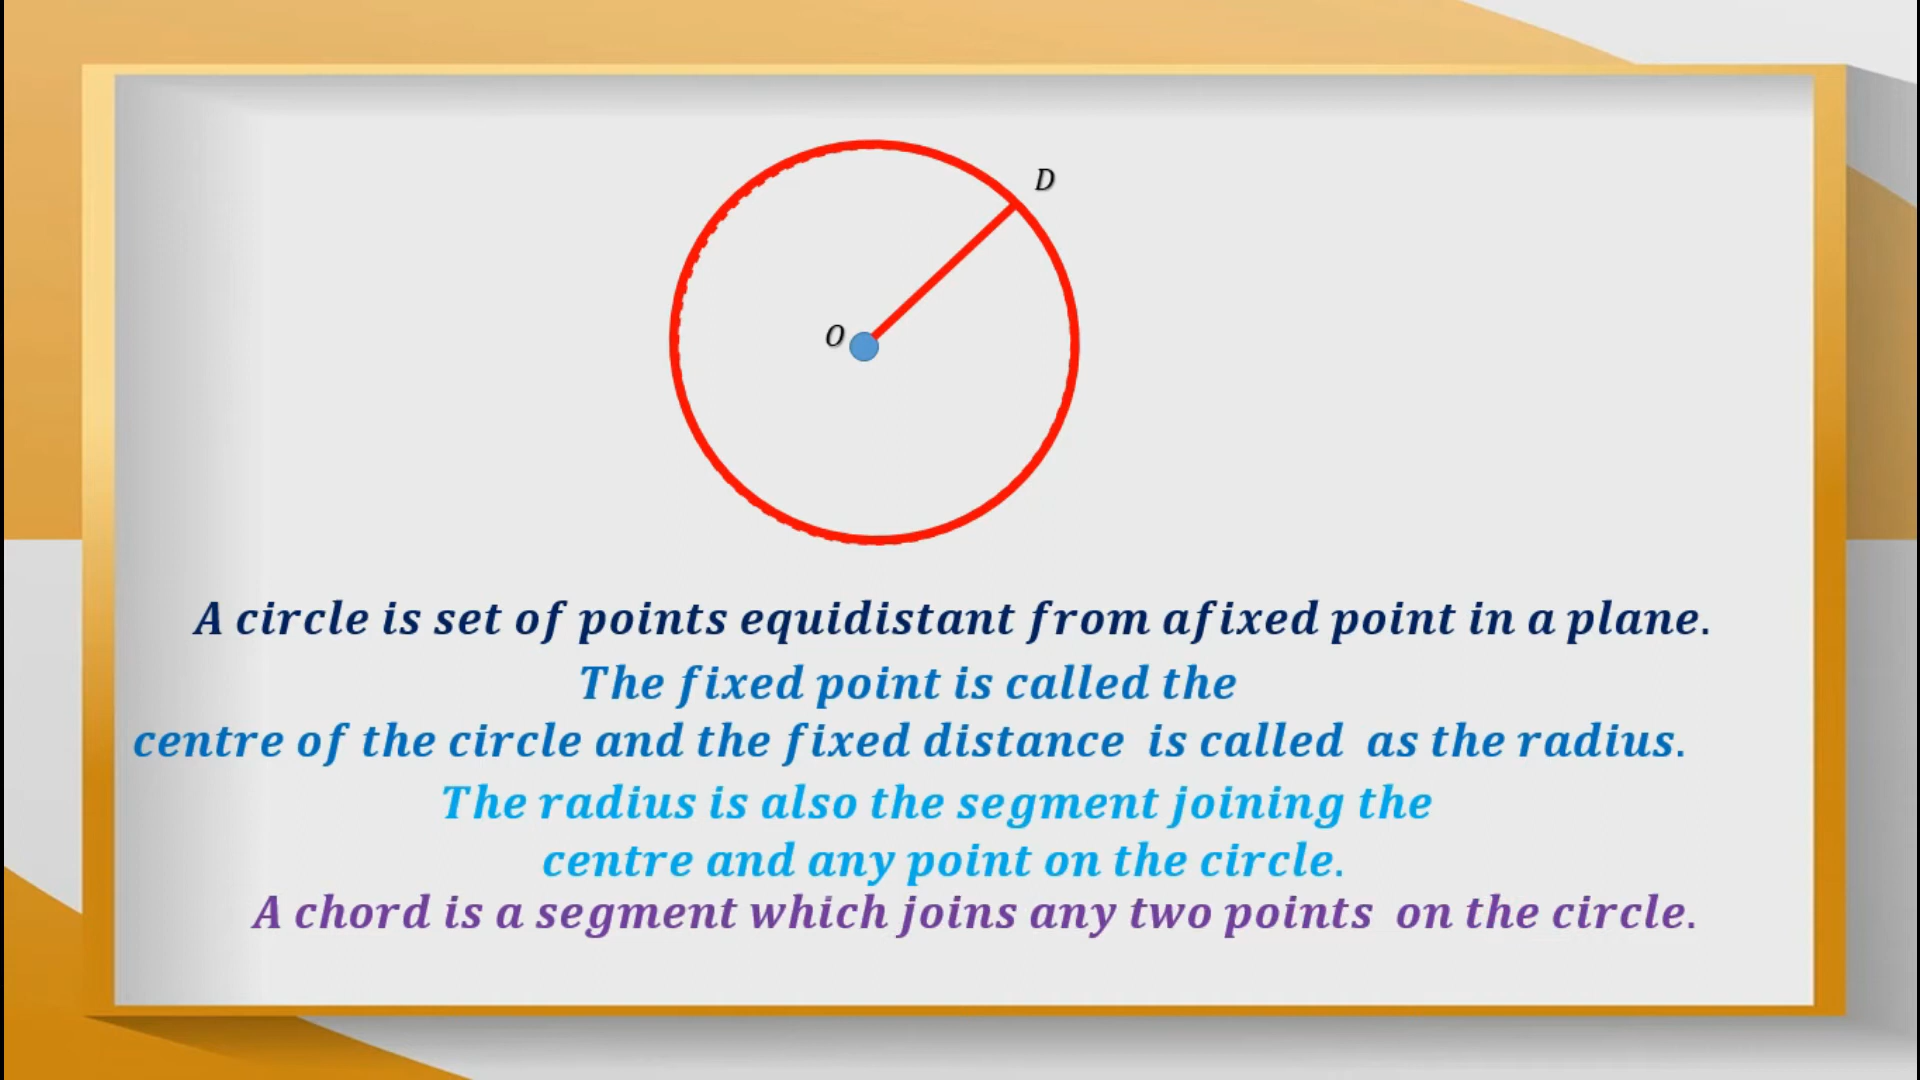 D
O
A circle is set of points equidistant from afixed point in a plane.
The fixed point is called the
centre of the circle and the fixed distance is called as the radius.
The radius is also the segment joining the
centre and any point on the circle.
A chord is a segment which joins any two points on the circle.